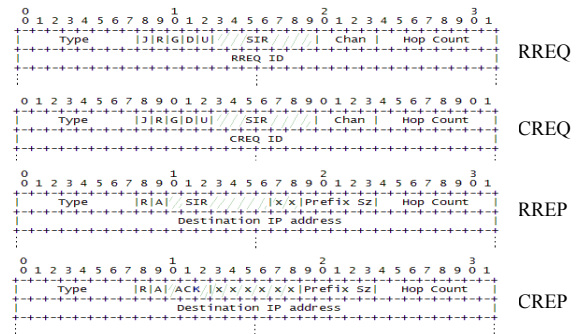 0 1 2 3
0 1 2 3 4 5 6 7 8 9 0 1 2 3 4 5 6 7 8 9 0 1 2 3 4 5 6 7 8 9 0 1
+-+-+-+-+-+-+-+-+-+-+-+-+-+-+-+-+-+-+-+-+-+-+-+-+-+-+-+-+-+-+-+-+
| Type |J|R|G|D|U|///SIR////| Chan | Hop Count | RREQ
+-+-+-+-+-+-+-+-+-+-+-+-+-+-+-+-+-+-+-+-+-+-+-+-+-+-+-+-+-+-+-+-+
| RREQ ID |
: : :
0 1 2 3
0 1 2 3 4 5 6 7 8 9 0 1 2 3 4 5 6 7 8 9 0 1 2 3 4 5 6 7 8 9 0 1
+-+-+-+-+-+-+-+-+-+-+-+-+-+-+-+-+-+-+-+-+-+-+-+-+-+-+-+-+-+-+-+-+
| Type |J|R|G|D|U|///SIR////| Chan | Hop Count | CREQ
+-+-+-+-+-+-+-+-+-+-+-+-+-+-+-+-+-+-+-+-+-+-+-+-+-+-+-+-+-+-+-+-+
| CREQ ID |
: : :
0 1 2 3
0 1 2 3 4 5 6 7 8 9 0 1 2 3 4 5 6 7 8 9 0 1 2 3 4 5 6 7 8 9 0 1
+-+-+-+-+-+-+-+-+-+-+-+-+-+-+-+-+-+-+-+-+-+-+-+-+-+-+-+-+-+-+-+-+
| Type |R|A|/SIR////////|x x|Prefix Sz| Hop Count | RREP
+-+-+-+-+-+-+-+-+-+-+-+-+-+-+-+-+-+-+-+-+-+-+-+-+-+-+-+-+-+-+-+-+
| Destination IP address |
: : :
0 1 2 3
0 1 2 3 4 5 6 7 8 9 0 1 2 3 4 5 6 7 8 9 0 1 2 3 4 5 6 7 8 9 0 1
+-+-+-+-+-+-+-+-+-+-+-+-+-+-+-+-+-+-+-+-+-+-+-+-+-+-+-+-+-+-+-+-+
| Type |R|A|/ACK/|x x x x x x|Prefix Sz| Hop Count | CREP
+-+-+-+-+-+-+-+-+-+-+-+-+-+-+-+-+-+-+-+-+-+-+-+-+-+-+-+-+-+-+-+-+
| Destination IP address |
: : :